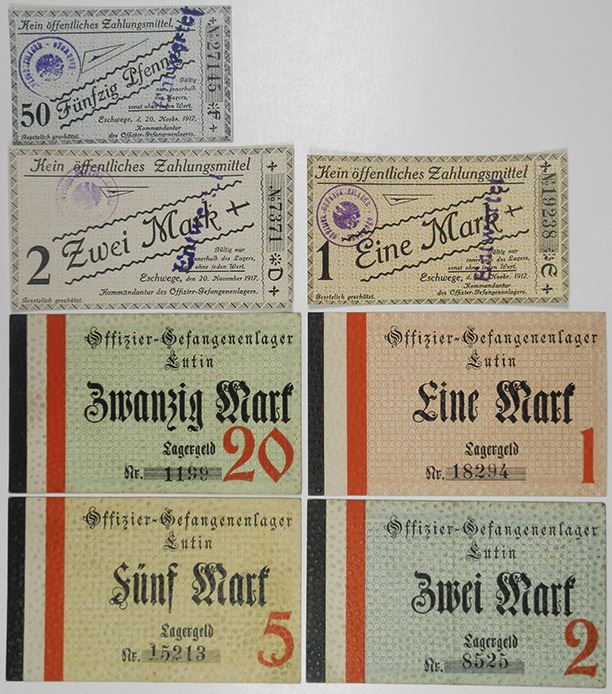 Kein öffentliches Zahlungsmittel.
50 Fünfzig Pfennig
Gültig
nur innerhalb
des Lagers,
sonst ohne jeden Wert.
Eschwege, d. 20. Novbr. 1917.
Kommandantur
des Offizier-Gefangenenlagers.
Gesetzlich geschützt.
№ 27145 ※F
Entwertet
Kein öffentliches Zahlungsmittel
2 Zwei Mark
Gültig nur
innerhalb des Lagers,
ohne jeden Wert.
Eschwege, den 20. November 1917.
Kommandantur des Offizier-Gefangenenlagers.
Gesetzlich geschützt.
№ 7371 ※D
Kein öffentliches Zahlungsmittel
1 Eine Mark
Gültig nur
innerhalb des Lagers,
sonst ohne jeden Wert.
Eschwege, d. 20. Novbr. 1917.
Kommandantur
des Offizier-Gefangenenlagers.
Gesetzlich geschützt.
№ 19238 ※C
Entwertet
Offizier-Gefangenenlager
Eutin
Zwanzig Mark
Lagergeld
Nr. 1199
20
Offizier-Gefangenenlager
Eutin
Eine Mark
Lagergeld
Nr. 18294
1
Offizier-Gefangenenlager
Eutin
Fünf Mark
Lagergeld
Nr. 15213
5
Offizier-Gefangenenlager
Eutin
Zwei Mark
Lagergeld
Nr. 8525
2